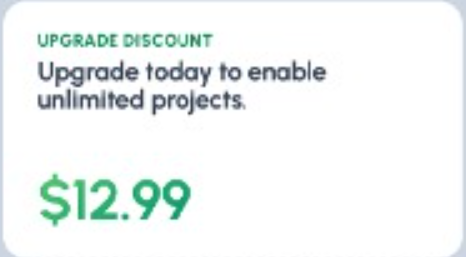 UPGRADE DISCOUNT
Upgrade today to enable
unlimited projects.
$12.99